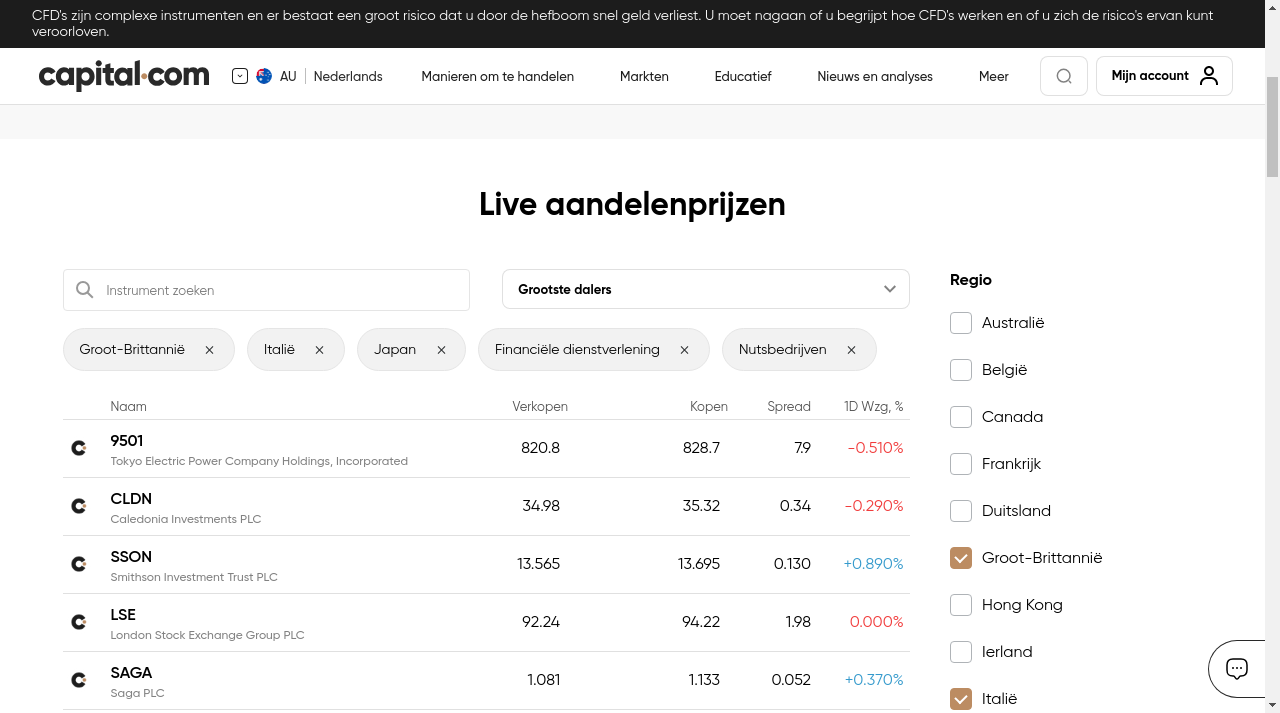 CFD's zijn complexe instrumenten en er bestaat een groot risico dat u door de hefboom snel geld verliest. U moet nagaan of u begrijpt hoe CFD's werken en of u zich de risico's ervan kunt
veroorloven.
capital.com AU Nederlands Manieren om te handelen Markten Educatief Nieuws en analyses Meer Mijn account
Live aandelenprijzen
Instrument zoeken
Grootste dalers
Groot-Brittannië × Italië × Japan × Financiële dienstverlening × Nutsbedrijven ×
Naam Verkopen Kopen Spread 1D Wzg, %
9501 820.8 828.7 7.9 -0.510%
Tokyo Electric Power Company Holdings, Incorporated
CLDN 34.98 35.32 0.34 -0.290%
Caledonia Investments PLC
SSON 13.565 13.695 0.130 +0.890%
Smithson Investment Trust PLC
LSE 92.24 94.22 1.98 0.000%
London Stock Exchange Group PLC
SAGA 1.081 1.133 0.052 +0.370%
Saga PLC
Regio
Australië
België
Canada
Frankrijk
Duitsland
Groot-Brittannië
Hong Kong
Ierland
Italië